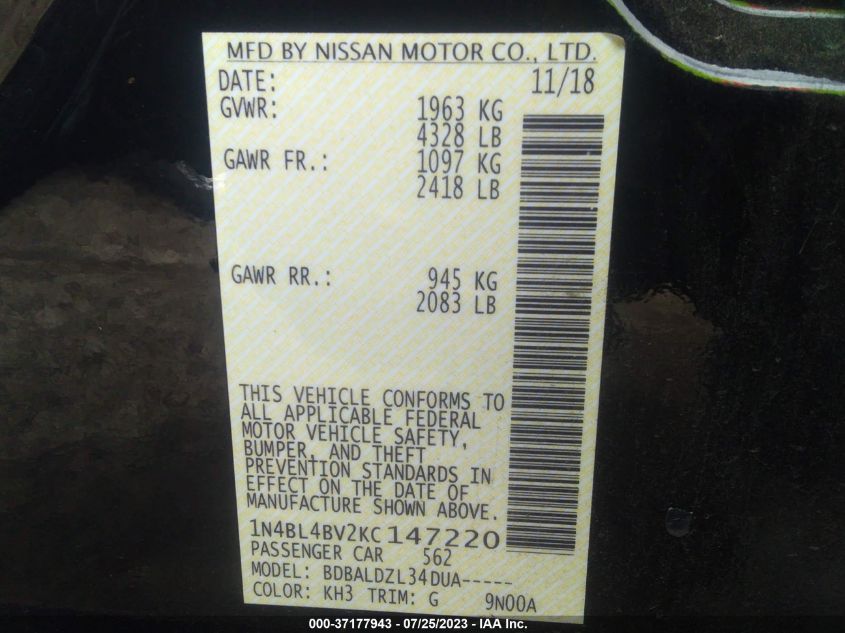 MFD BY NISSAN MOTOR CO., LTD.
DATE: 11/18
GVWR: 1963 KG
4328 LB
GAWR FR.: 1097 KG
2418 LB
GAWR RR.: 945 KG
2083 LB
THIS VEHICLE CONFORMS TO
ALL APPLICABLE FEDERAL
MOTOR VEHICLE SAFETY,
BUMPER, AND THEFT
PREVENTION STANDARDS IN
EFFECT ON THE DATE OF
MANUFACTURE SHOWN ABOVE.
1N4BL4BV2KC147220
PASSENGER CAR 562
MODEL: BDBALDZL34DUA-----
COLOR: KH3 TRIM: G 9N00A
000-37177943 / 07/25/2023 - IAA Inc.